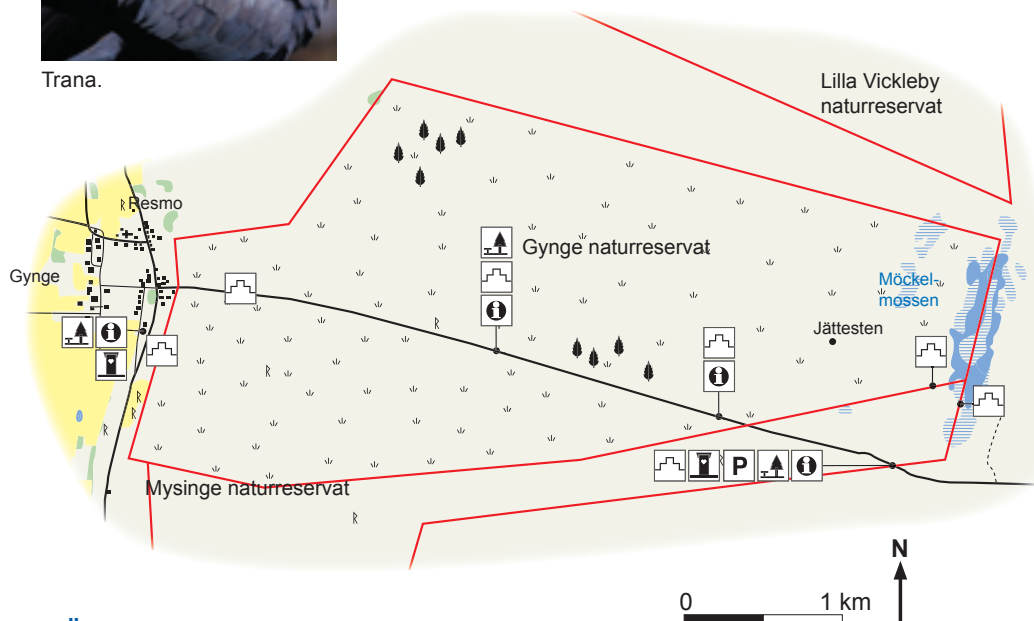 Trana.
Lilla Vickleby
naturreservat
Resmo
Gynge naturreservat
Gynge
Möckel-
mossen
Jättesten
P
Mysinge naturreservat
N
0 1 km